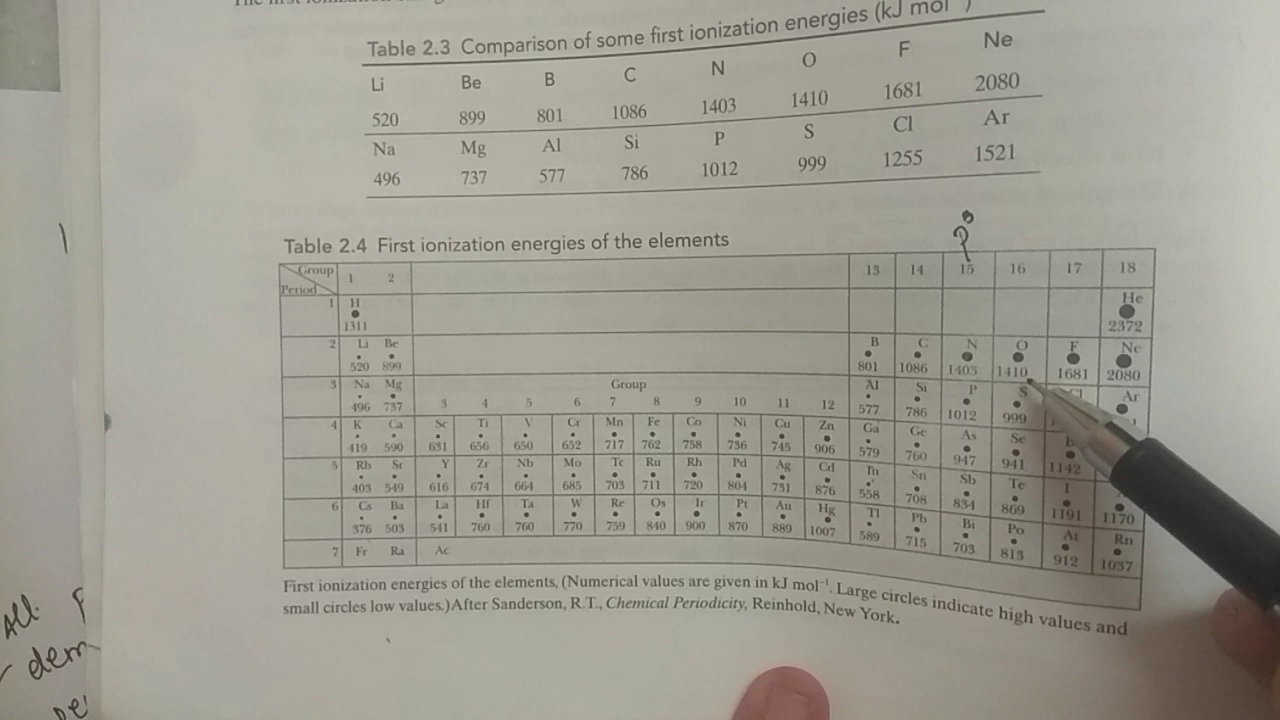 Table 2.3 Comparison of some first ionization energies (kJ mol
Li Be B C N O F Ne
520 899 801 1086 1403 1410 1681 2080
Na Mg Al Si P S Cl Ar
496 737 577 786 1012 999 1255 1521
Table 2.4 First ionization energies of the elements
Group 1 2 13 14 15 16 17 18
Period
1 H He
1311 2372
2 Li Be B C N O F Ne
520 899 801 1086 1403 1410 1681 2080
3 Na Mg Group Al Si P S Cl Ar
496 737 3 4 5 6 7 8 9 10 11 12 577 786 1012 999
4 K Ca Sc Ti V Cr Mn Fe Co Ni Cu Zn Ga Ge As Se
419 590 631 656 650 652 717 762 758 736 745 906 579 760 947 941 1142
5 Rb Sr Y Zr Nb Mo Tc Ru Rh Pd Ag Cd In Sn Sb Te I
403 549 616 674 664 685 703 711 720 804 731 876 558 708 834 869 1191 1170
6 Cs Ba La Hf Ta W Re Os Ir Pt Au Hg Tl Pb Bi Po At Rn
376 503 541 760 760 770 759 840 900 870 889 1007 589 715 703 813 912 1037
7 Fr Ra Ac
First ionization energies of the elements, (Numerical values are given in kJ mol⁻¹. Large circles indicate high values and
small circles low values.)After Sanderson, R.T., Chemical Periodicity, Reinhold, New York.
All
dem